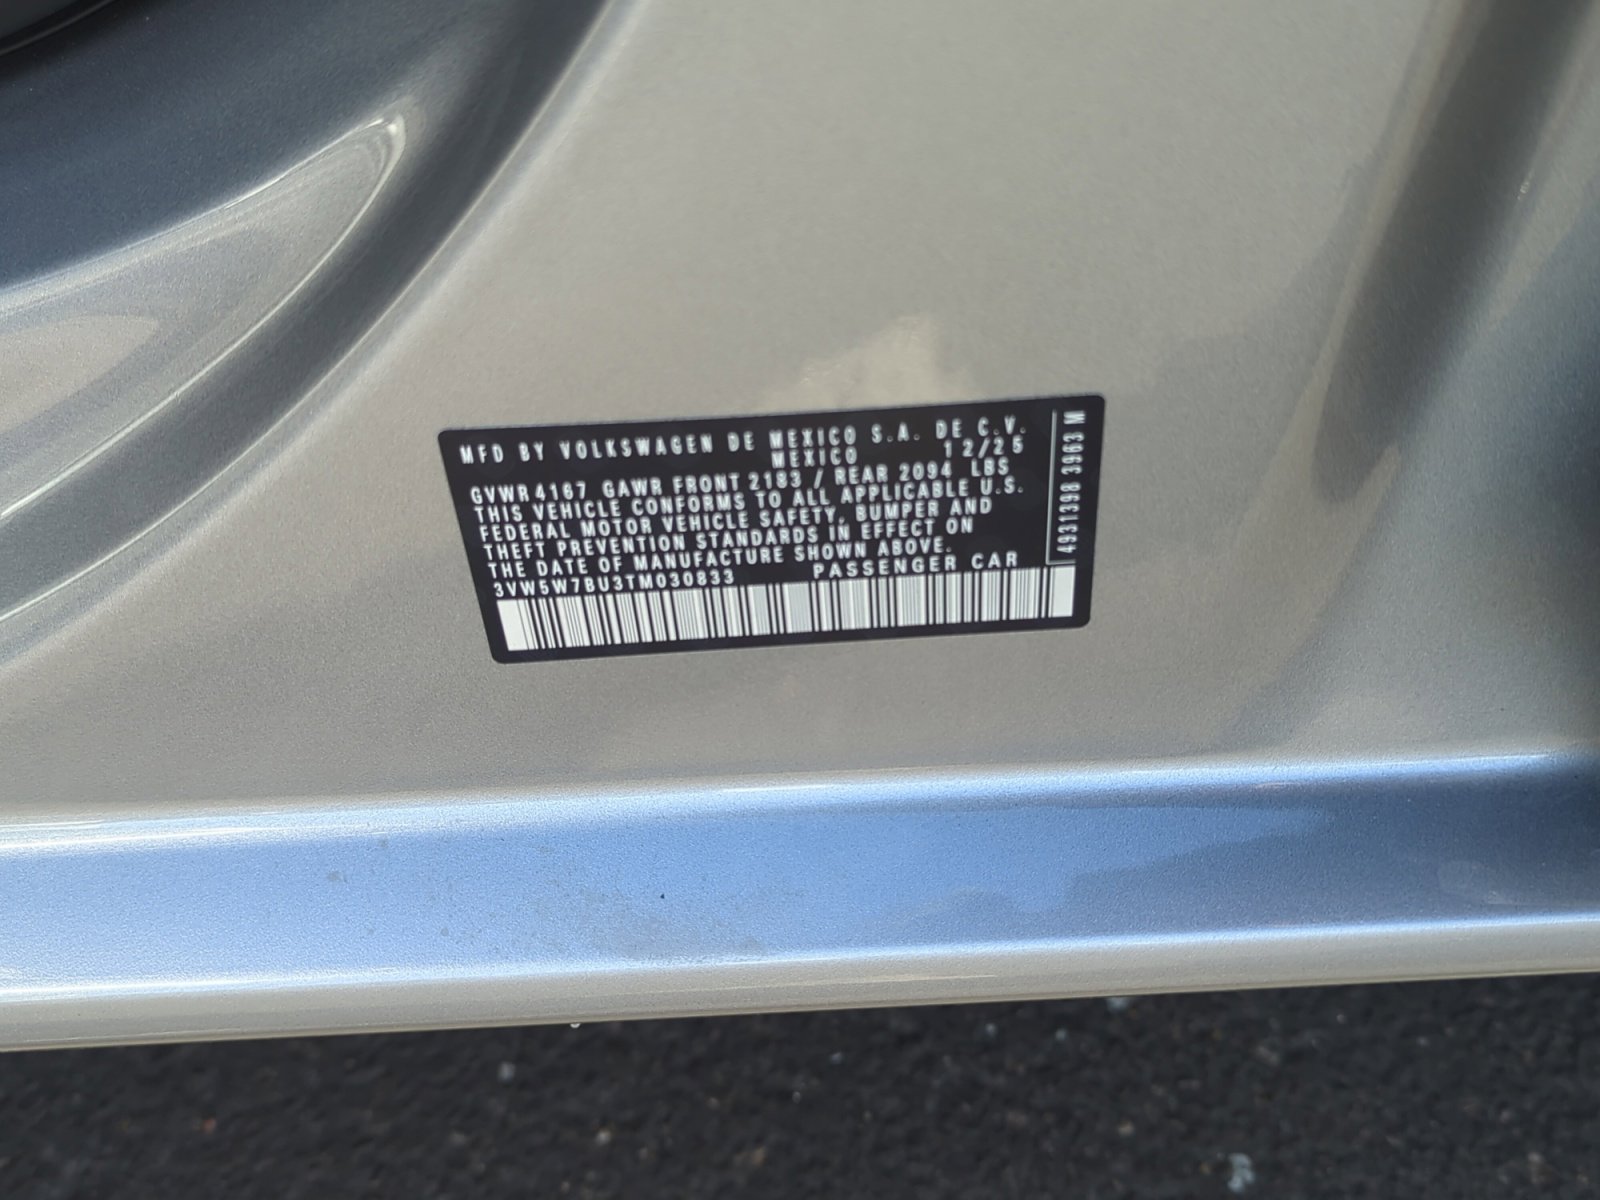 MFD BY VOLKSWAGEN DE MEXICO S.A. DE C.V.
MEXICO 12/25
GVWR 4167 GAWR FRONT 2183 / REAR 2094 LBS
THIS VEHICLE CONFORMS TO ALL APPLICABLE U.S.
FEDERAL MOTOR VEHICLE SAFETY, BUMPER AND
THEFT PREVENTION STANDARDS IN EFFECT ON
THE DATE OF MANUFACTURE SHOWN ABOVE.
3VW5W7BU3TM030833 PASSENGER CAR
4931398 3963 M